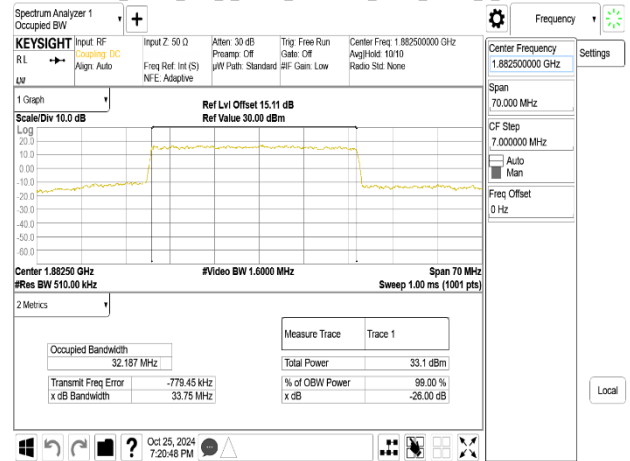 Spectrum Analyzer 1
Occupied BW
Frequency
KEYSIGHT
Input: RF
Coupling: DC
Align: Auto
Input Z: 50 Ω
Freq Ref: Int (S)
NFE: Adaptive
Atten: 30 dB
Preamp: Off
µW Path: Standard
Trig: Free Run
Gate: Off
#IF Gain: Low
Center Freq: 1.882500000 GHz
Avg|Hold: 10/10
Radio Std: None
R L
Center Frequency
1.882500000 GHz
Settings
Span
70.000 MHz
CF Step
7.000000 MHz
Auto
Man
Freq Offset
0 Hz
Local
1 Graph
Scale/Div 10.0 dB
Ref Lvl Offset 15.11 dB
Ref Value 30.00 dBm
Log
20.0
10.0
0.00
-10.0
-20.0
-30.0
-40.0
-50.0
-60.0
Center 1.88250 GHz
#Video BW 1.6000 MHz
Span 70 MHz
#Res BW 510.00 kHz
Sweep 1.00 ms (1001 pts)
2 Metrics
Measure Trace Trace 1
Occupied Bandwidth
32.187 MHz
Total Power 33.1 dBm
Transmit Freq Error -779.45 kHz
% of OBW Power 99.00 %
x dB Bandwidth 33.75 MHz
x dB -26.00 dB
Oct 25, 2024
7:20:48 PM